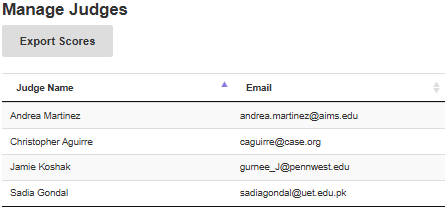 Manage Judges
Export Scores
Judge Name Email
Andrea Martinez andrea.martinez@aims.edu
Christopher Aguirre caguirre@case.org
Jamie Koshak gurnee_J@pennwest.edu
Sadia Gondal sadiagondal@uet.edu.pk